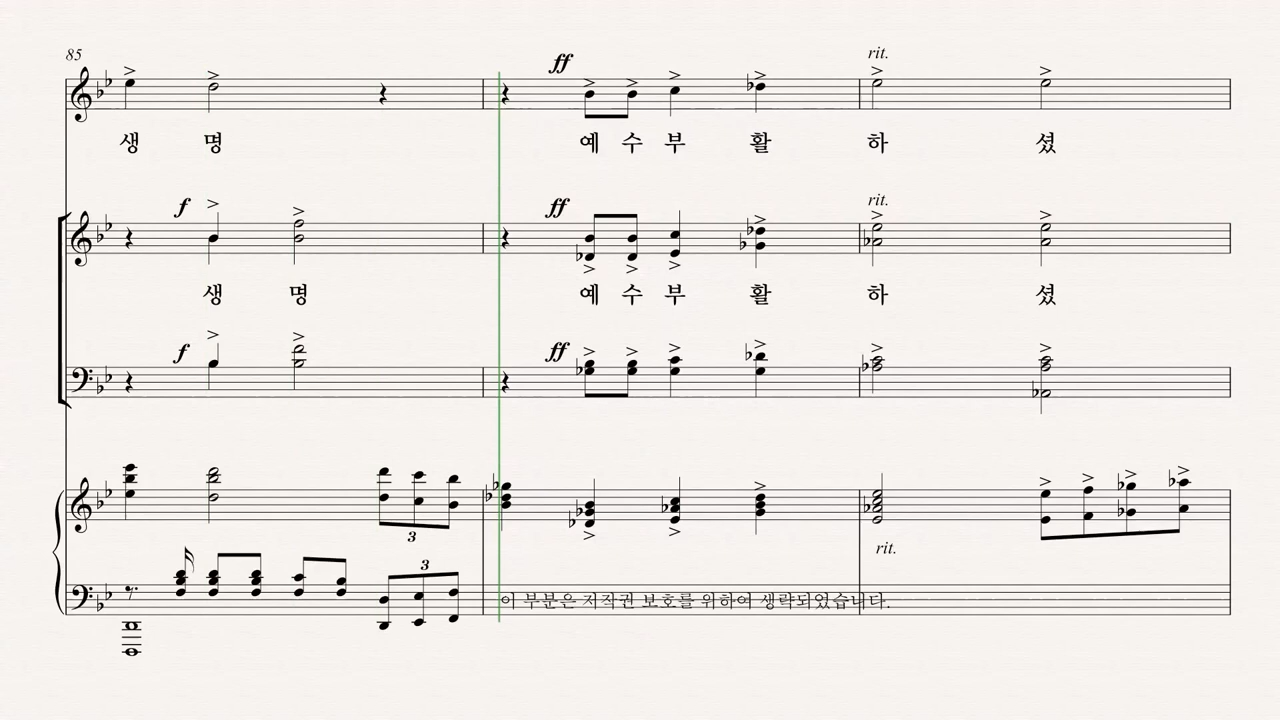 85
ff
rit.
생 명 예 수 부 활 하 셨
f ff rit.
생 명 예 수 부 활 하 셨
f ff
3
rit.
3
이 부분은 저작권 보호를 위하여 생략되었습니다.